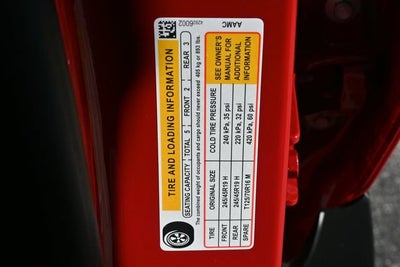 42926002
AAMC
TIRE AND LOADING INFORMATION
SEATING CAPACITY TOTAL 5 FRONT 2 REAR 3
The combined weight of occupants and cargo should never exceed 405 kg or 893 lbs.
TIRE ORIGINAL SIZE COLD TIRE PRESSURE
FRONT 245/45R19 H 240 kPa, 35 psi
REAR 245/45R19 H 220 kPa, 32 psi
SPARE T125/70R16 M 420 kPa, 60 psi
SEE OWNER'S
MANUAL FOR
ADDITIONAL
INFORMATION